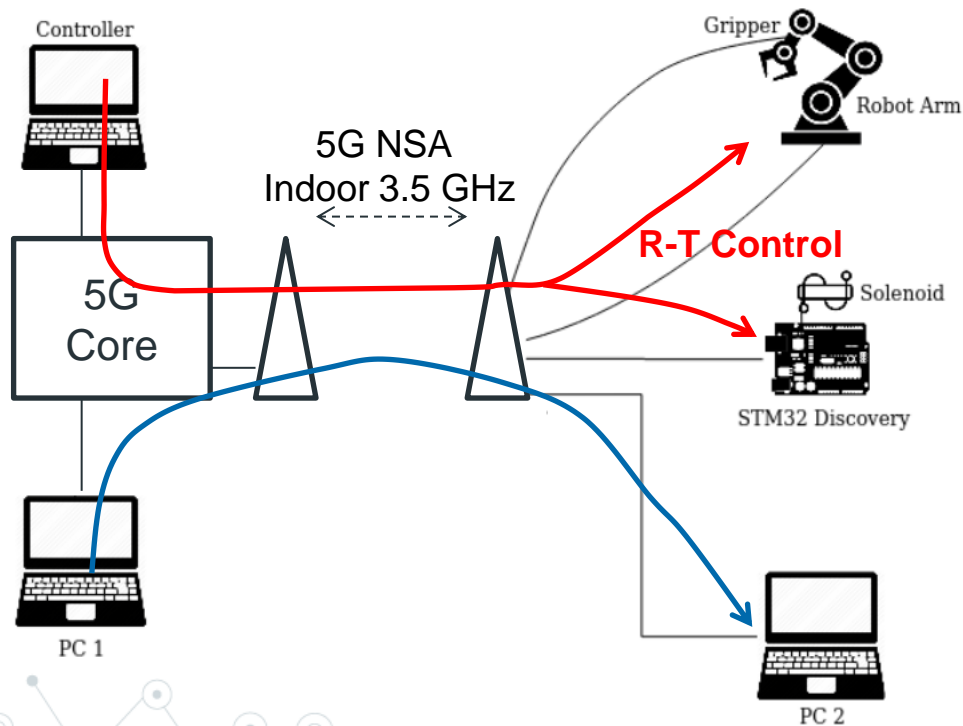 Controller
Gripper
Robot Arm
5G NSA
Indoor 3.5 GHz
R-T Control
5G
Core
Solenoid
STM32 Discovery
PC 1
PC 2